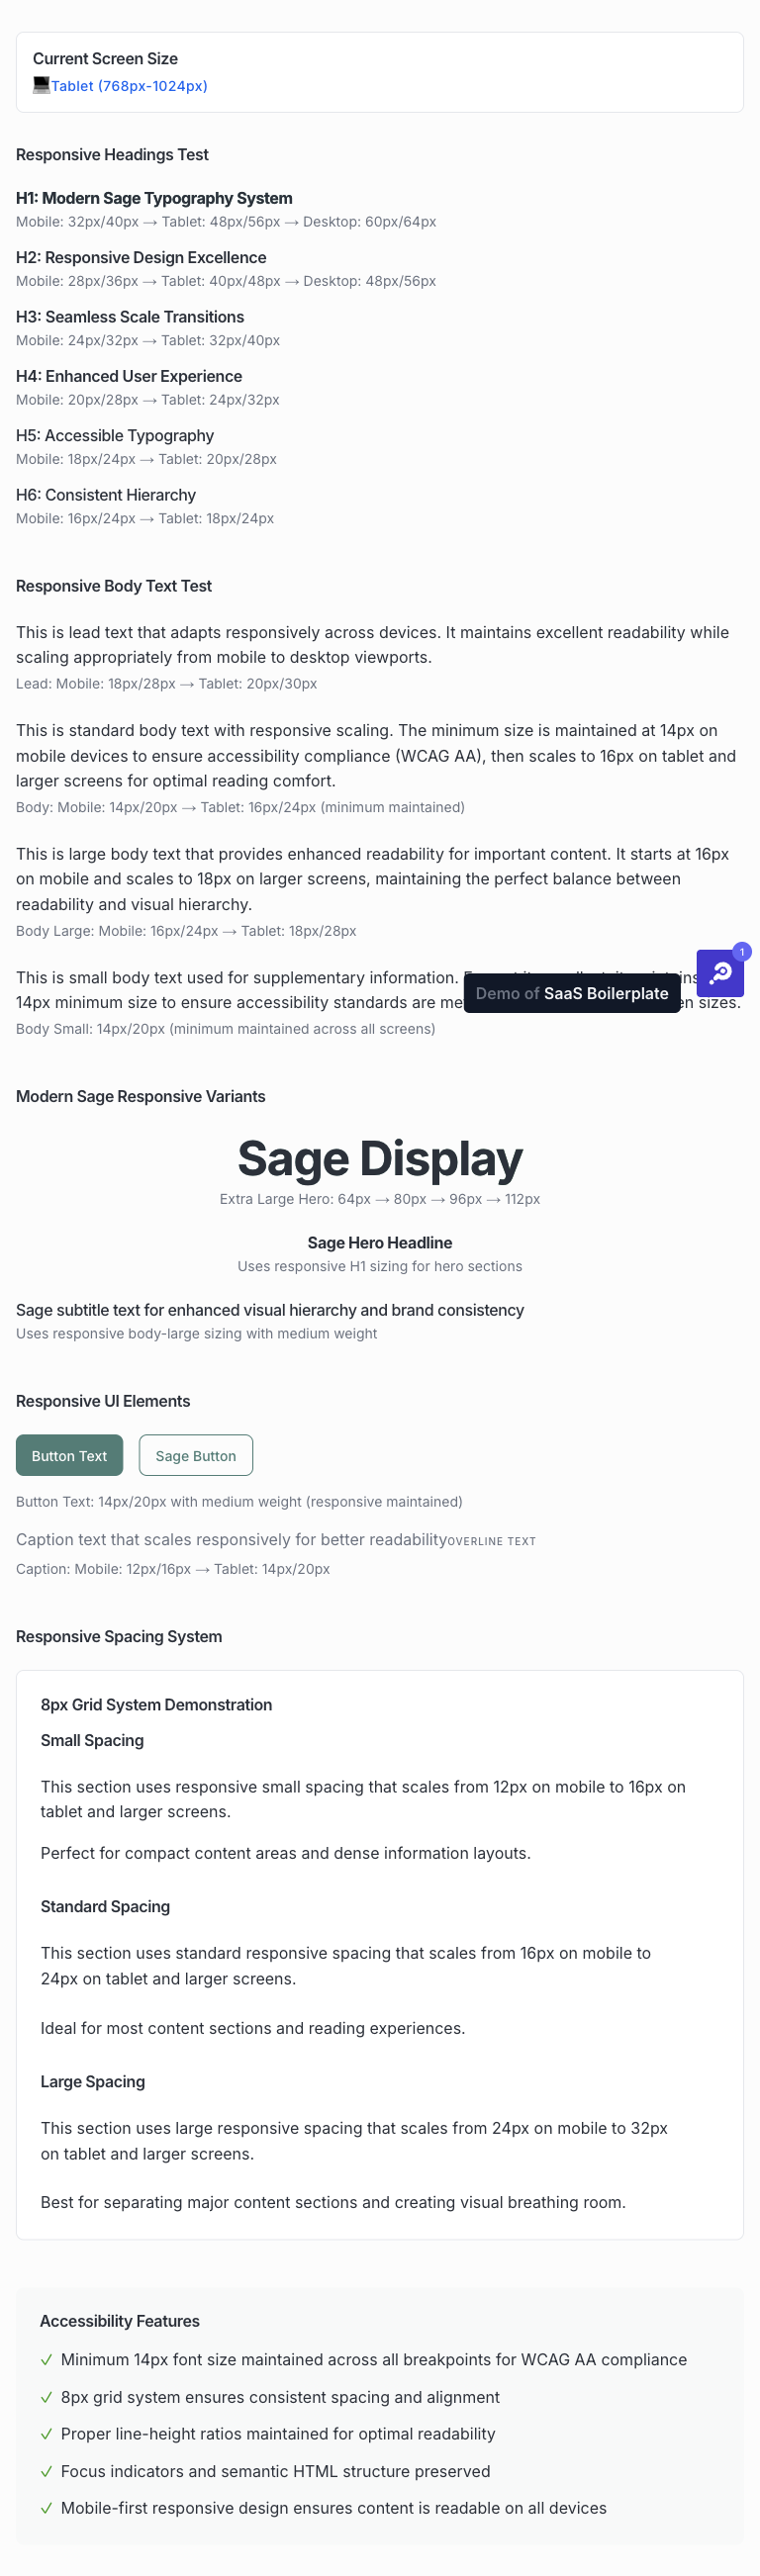 Current Screen Size
Tablet (768px-1024px)
Responsive Headings Test
H1: Modern Sage Typography System
Mobile: 32px/40px → Tablet: 48px/56px → Desktop: 60px/64px
H2: Responsive Design Excellence
Mobile: 28px/36px → Tablet: 40px/48px → Desktop: 48px/56px
H3: Seamless Scale Transitions
Mobile: 24px/32px → Tablet: 32px/40px
H4: Enhanced User Experience
Mobile: 20px/28px → Tablet: 24px/32px
H5: Accessible Typography
Mobile: 18px/24px → Tablet: 20px/28px
H6: Consistent Hierarchy
Mobile: 16px/24px → Tablet: 18px/24px
Responsive Body Text Test
This is lead text that adapts responsively across devices. It maintains excellent readability while
scaling appropriately from mobile to desktop viewports.
Lead: Mobile: 18px/28px → Tablet: 20px/30px
This is standard body text with responsive scaling. The minimum size is maintained at 14px on
mobile devices to ensure accessibility compliance (WCAG AA), then scales to 16px on tablet and
larger screens for optimal reading comfort.
Body: Mobile: 14px/20px → Tablet: 16px/24px (minimum maintained)
This is large body text that provides enhanced readability for important content. It starts at 16px
on mobile and scales to 18px on larger screens, maintaining the perfect balance between
readability and visual hierarchy.
Body Large: Mobile: 16px/24px → Tablet: 18px/28px
1
This is small body text used for supplementary information.
Demo of SaaS Boilerplate
14px minimum size to ensure accessibility standards are sizes.
Body Small: 14px/20px (minimum maintained across all screens)
Modern Sage Responsive Variants
Sage Display
Extra Large Hero: 64px → 80px → 96px → 112px
Sage Hero Headline
Uses responsive H1 sizing for hero sections
Sage subtitle text for enhanced visual hierarchy and brand consistency
Uses responsive body-large sizing with medium weight
Responsive UI Elements
Button Text Sage Button
Button Text: 14px/20px with medium weight (responsive maintained)
Caption text that scales responsively for better readability OVERLINE TEXT
Caption: Mobile: 12px/16px → Tablet: 14px/20px
Responsive Spacing System
8px Grid System Demonstration
Small Spacing
This section uses responsive small spacing that scales from 12px on mobile to 16px on
tablet and larger screens.
Perfect for compact content areas and dense information layouts.
Standard Spacing
This section uses standard responsive spacing that scales from 16px on mobile to
24px on tablet and larger screens.
Ideal for most content sections and reading experiences.
Large Spacing
This section uses large responsive spacing that scales from 24px on mobile to 32px
on tablet and larger screens.
Best for separating major content sections and creating visual breathing room.
Accessibility Features
✓ Minimum 14px font size maintained across all breakpoints for WCAG AA compliance
✓ 8px grid system ensures consistent spacing and alignment
✓ Proper line-height ratios maintained for optimal readability
✓ Focus indicators and semantic HTML structure preserved
✓ Mobile-first responsive design ensures content is readable on all devices